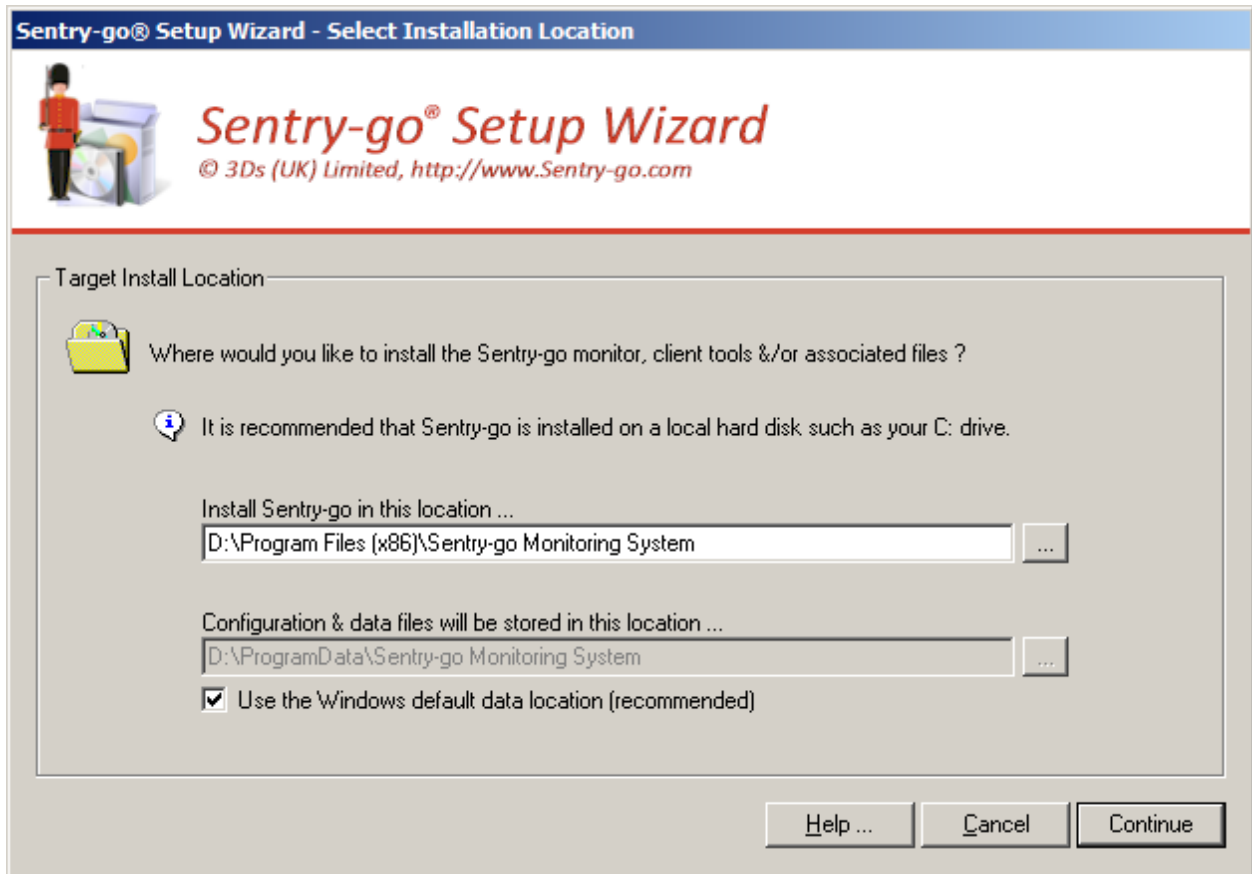 Sentry-go® Setup Wizard - Select Installation Location
Sentry-go® Setup Wizard
© 3Ds (UK) Limited, http://www.Sentry-go.com
Target Install Location
Where would you like to install the Sentry-go monitor, client tools &/or associated files ?
It is recommended that Sentry-go is installed on a local hard disk such as your C: drive.
Install Sentry-go in this location ...
D:\Program Files (x86)\Sentry-go Monitoring System
...
Configuration & data files will be stored in this location ...
D:\ProgramData\Sentry-go Monitoring System
...
Use the Windows default data location (recommended)
Help ...
Cancel
Continue